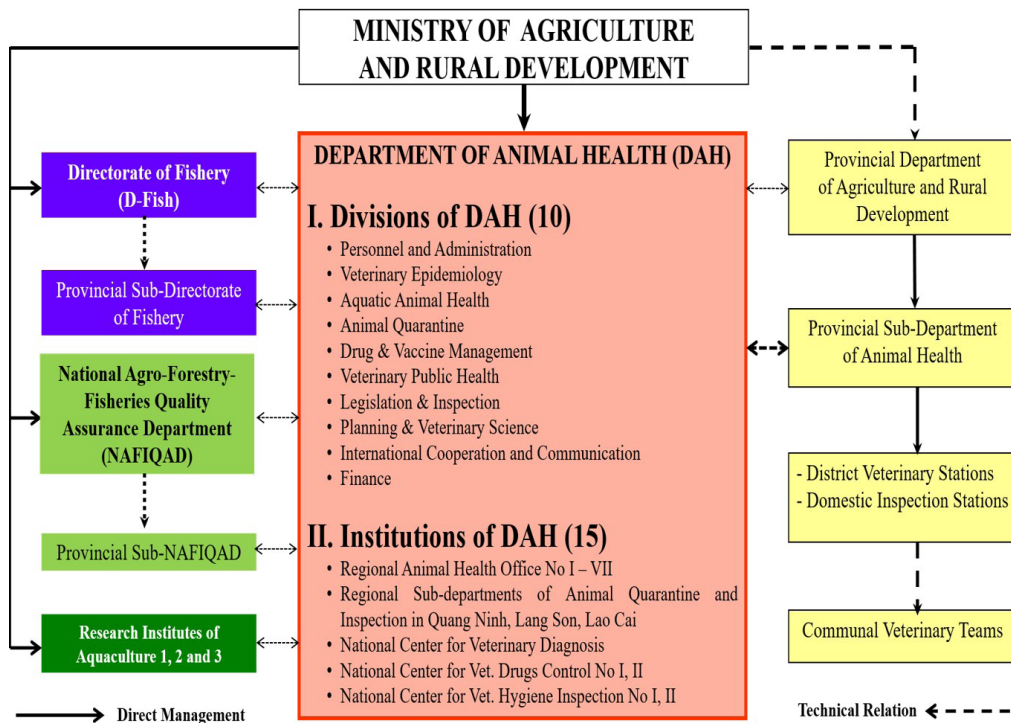 MINISTRY OF AGRICULTURE
AND RURAL DEVELOPMENT
Directorate of Fishery
(D-Fish)
Provincial Sub-Directorate
of Fishery
National Agro-Forestry-
Fisheries Quality
Assurance Department
(NAFIQAD)
Provincial Sub-NAFIQAD
Research Institutes of
Aquaculture 1, 2 and 3
DEPARTMENT OF ANIMAL HEALTH (DAH)
I. Divisions of DAH (10)
• Personnel and Administration
• Veterinary Epidemiology
• Aquatic Animal Health
• Animal Quarantine
• Drug & Vaccine Management
• Veterinary Public Health
• Legislation & Inspection
• Planning & Veterinary Science
• International Cooperation and Communication
• Finance
II. Institutions of DAH (15)
• Regional Animal Health Office No I – VII
• Regional Sub-departments of Animal Quarantine and
Inspection in Quang Ninh, Lang Son, Lao Cai
• National Center for Veterinary Diagnosis
• National Center for Vet. Drugs Control No I, II
• National Center for Vet. Hygiene Inspection No I, II
Provincial Department
of Agriculture and Rural
Development
Provincial Sub-Department
of Animal Health
- District Veterinary Stations
- Domestic Inspection Stations
Communal Veterinary Teams
Direct Management
Technical Relation